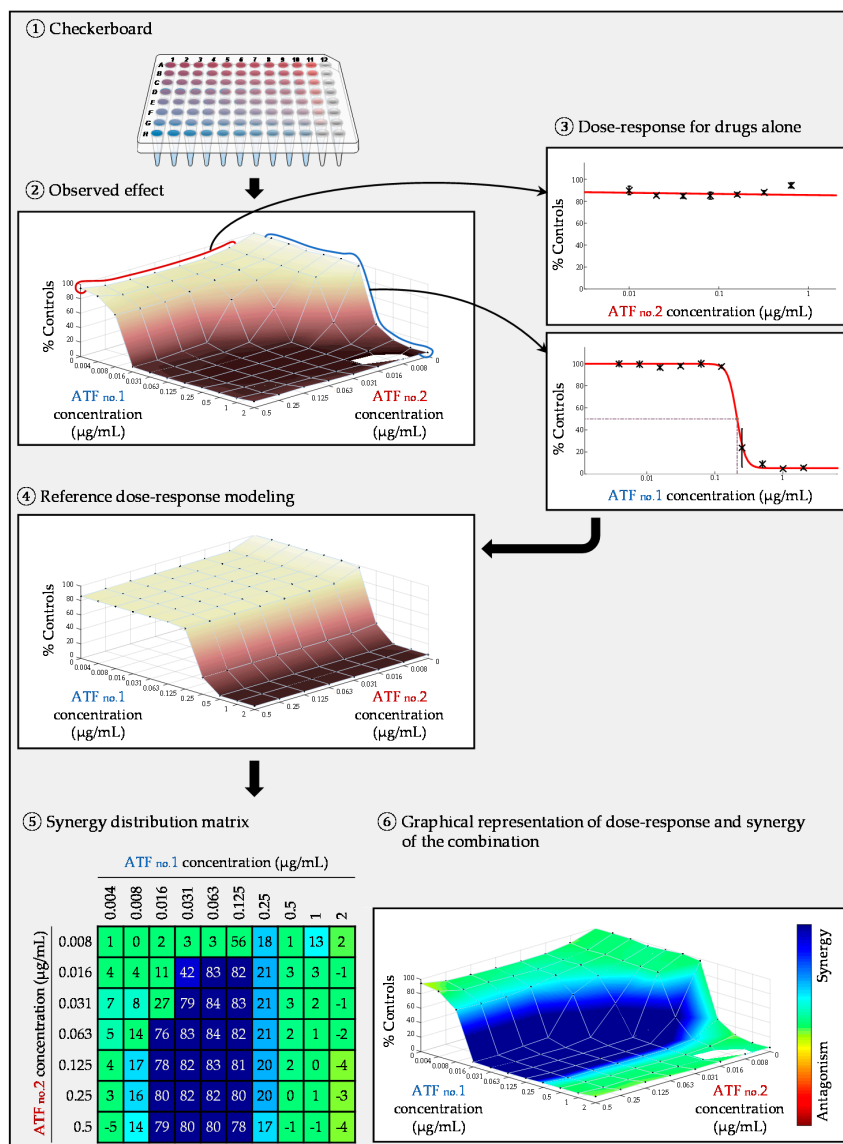 ① Checkerboard
1 2 3 4 5 6 7 8 9 10 11 12
A
B
C
D
E
F
G
H
② Observed effect
% Controls
100
80
60
40
20
0
0
0.004
0.008
0.016
0.031
0.063
0.125
0.25
0.5
1
2
ATF no.1
concentration
(µg/mL)
0
0.008
0.016
0.031
0.063
0.125
0.25
0.5
ATF no.2
concentration
(µg/mL)
③ Dose-response for drugs alone
% Controls
100
80
60
40
20
0
0.01 0.1 1
ATF no.2 concentration (µg/mL)
% Controls
100
80
60
40
20
0
0.01 0.1 1.0
ATF no.1 concentration (µg/mL)
④ Reference dose-response modeling
% Controls
100
80
60
40
20
0
0
0.004
0.008
0.016
0.031
0.063
0.125
0.25
0.5
1
2
ATF no.1
concentration
(µg/mL)
0
0.008
0.016
0.031
0.063
0.125
0.25
0.5
ATF no.2
concentration
(µg/mL)
⑤ Synergy distribution matrix
ATF no.1 concentration (µg/mL)
0.004 0.008 0.016 0.031 0.063 0.125 0.25 0.5 1 2
ATF no.2 concentration (µg/mL)
0.008 1 0 2 3 3 56 18 1 13 2
0.016 4 4 11 42 83 82 21 3 3 -1
0.031 7 8 27 79 84 83 21 3 2 -1
0.063 5 14 76 83 84 82 21 2 1 -2
0.125 4 17 78 82 83 81 20 2 0 -4
0.25 3 16 80 82 82 80 20 0 1 -3
0.5 -5 14 79 80 80 78 17 -1 -1 -4
⑥ Graphical representation of dose-response and synergy
of the combination
% Controls
100
80
60
40
20
0
0
0.004
0.008
0.016
0.031
0.063
0.125
0.25
0.5
1
2
ATF no.1
concentration
(µg/mL)
0
0.008
0.016
0.031
0.063
0.125
0.25
0.5
ATF no.2
concentration
(µg/mL)
Synergy
Antagonism